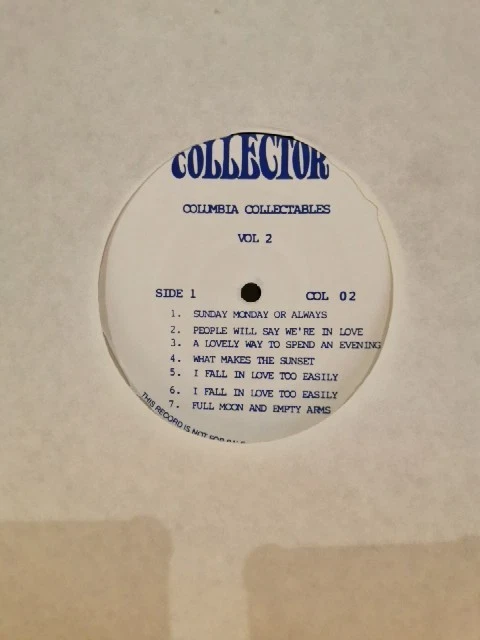 COLLECTOR
COLUMBIA COLLECTABLES
VOL 2
SIDE 1 COL 02
1. SUNDAY MONDAY OR ALWAYS
2. PEOPLE WILL SAY WE'RE IN LOVE
3. A LOVELY WAY TO SPEND AN EVENING
4. WHAT MAKES THE SUNSET
5. I FALL IN LOVE TOO EASILY
6. I FALL IN LOVE TOO EASILY
7. FULL MOON AND EMPTY ARMS
THIS RECORD IS NOT FOR